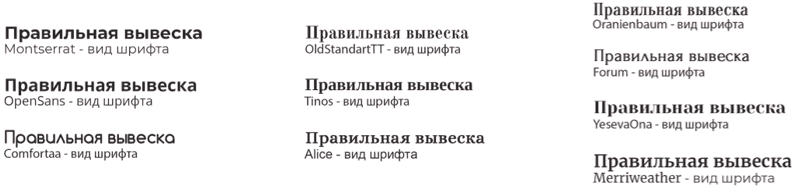 Правильная вывеска
Montserrat - вид шрифта
Правильная вывеска
OpenSans - вид шрифта
Правильная вывеска
Comfortaa - вид шрифта
Правильная вывеска
OldStandartTT - вид шрифта
Правильная вывеска
Tinos - вид шрифта
Правильная вывеска
Alice - вид шрифта
Правильная вывеска
Oranienbaum - вид шрифта
Правильная вывеска
Forum - вид шрифта
Правильная вывеска
YesevaOna - вид шрифта
Правильная вывеска
Merriweather - вид шрифта